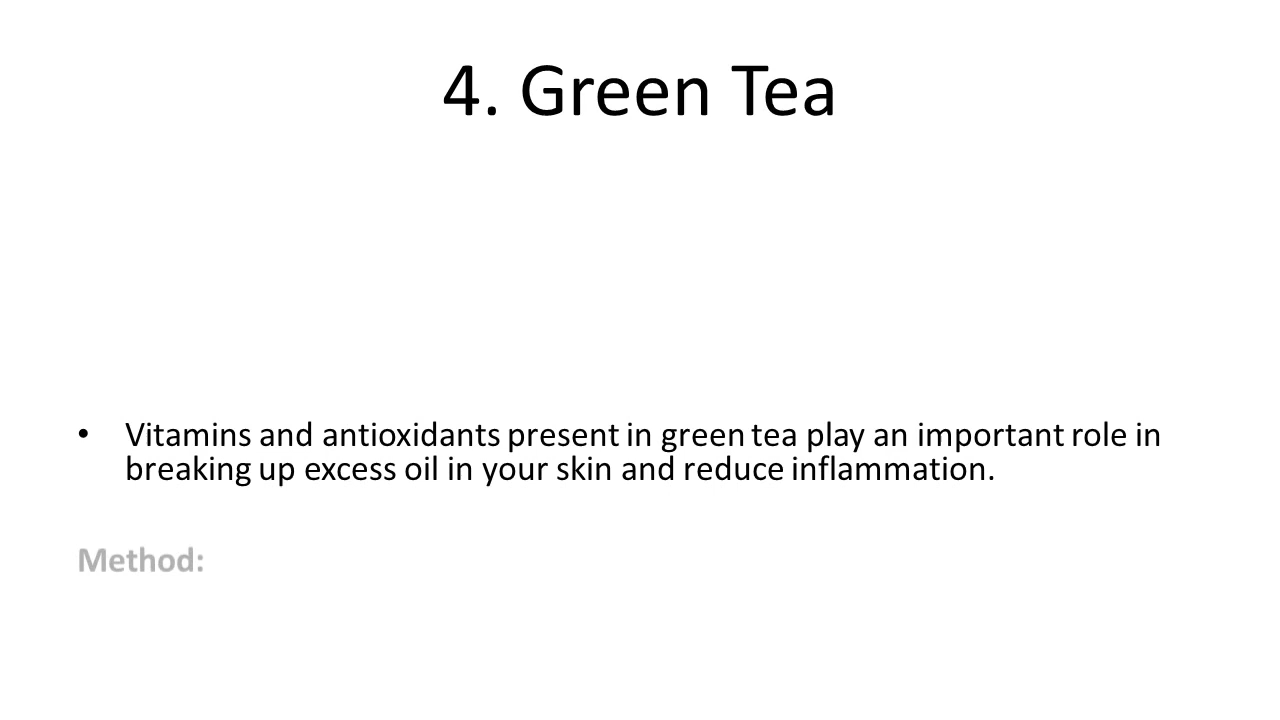 4. Green Tea
• Vitamins and antioxidants present in green tea play an important role in
breaking up excess oil in your skin and reduce inflammation.
Method: